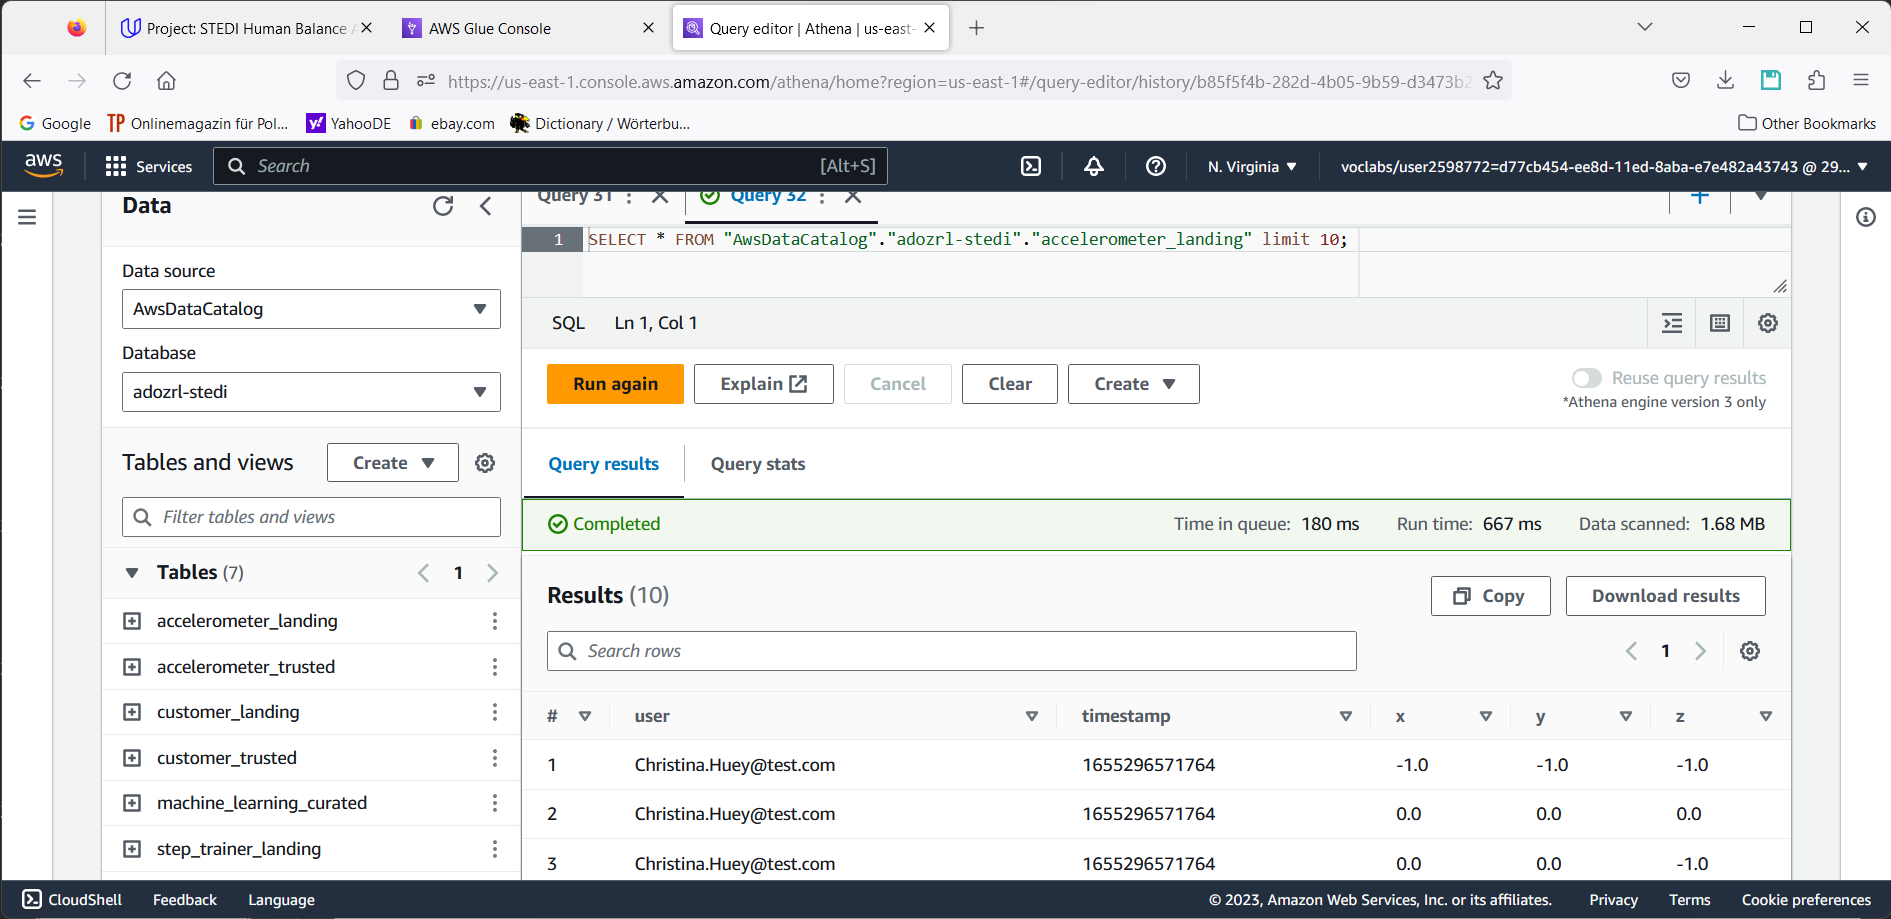 Project: STEDI Human Balance
AWS Glue Console
Query editor | Athena | us-east-
https://us-east-1.console.aws.amazon.com/athena/home?region=us-east-1#/query-editor/history/b85f5f4b-282d-4b05-9b59-d3473b2
Google
TP Onlinemagazin für Pol...
YahooDE
ebay.com
Dictionary / Wörterbu...
Other Bookmarks
aws
Services
Search
[Alt+S]
N. Virginia
voclabs/user2598772=d77cb454-ee8d-11ed-8aba-e7e482a43743 @ 29...
Data
Query 31
Query 32
1 SELECT * FROM "AwsDataCatalog"."adozrl-stedi"."accelerometer_landing" limit 10;
Data source
AwsDataCatalog
Database
adozrl-stedi
SQL Ln 1, Col 1
Run again
Explain
Cancel
Clear
Create
Reuse query results
*Athena engine version 3 only
Tables and views
Create
Filter tables and views
Tables (7)
1
accelerometer_landing
accelerometer_trusted
customer_landing
customer_trusted
machine_learning_curated
step_trainer_landing
Query results
Query stats
Completed
Time in queue: 180 ms Run time: 667 ms Data scanned: 1.68 MB
Results (10)
Copy
Download results
Search rows
1
# user timestamp x y z
1 Christina.Huey@test.com 1655296571764 -1.0 -1.0 -1.0
2 Christina.Huey@test.com 1655296571764 0.0 0.0 0.0
3 Christina.Huey@test.com 1655296571764 0.0 0.0 -1.0
CloudShell Feedback Language
© 2023, Amazon Web Services, Inc. or its affiliates. Privacy Terms Cookie preferences